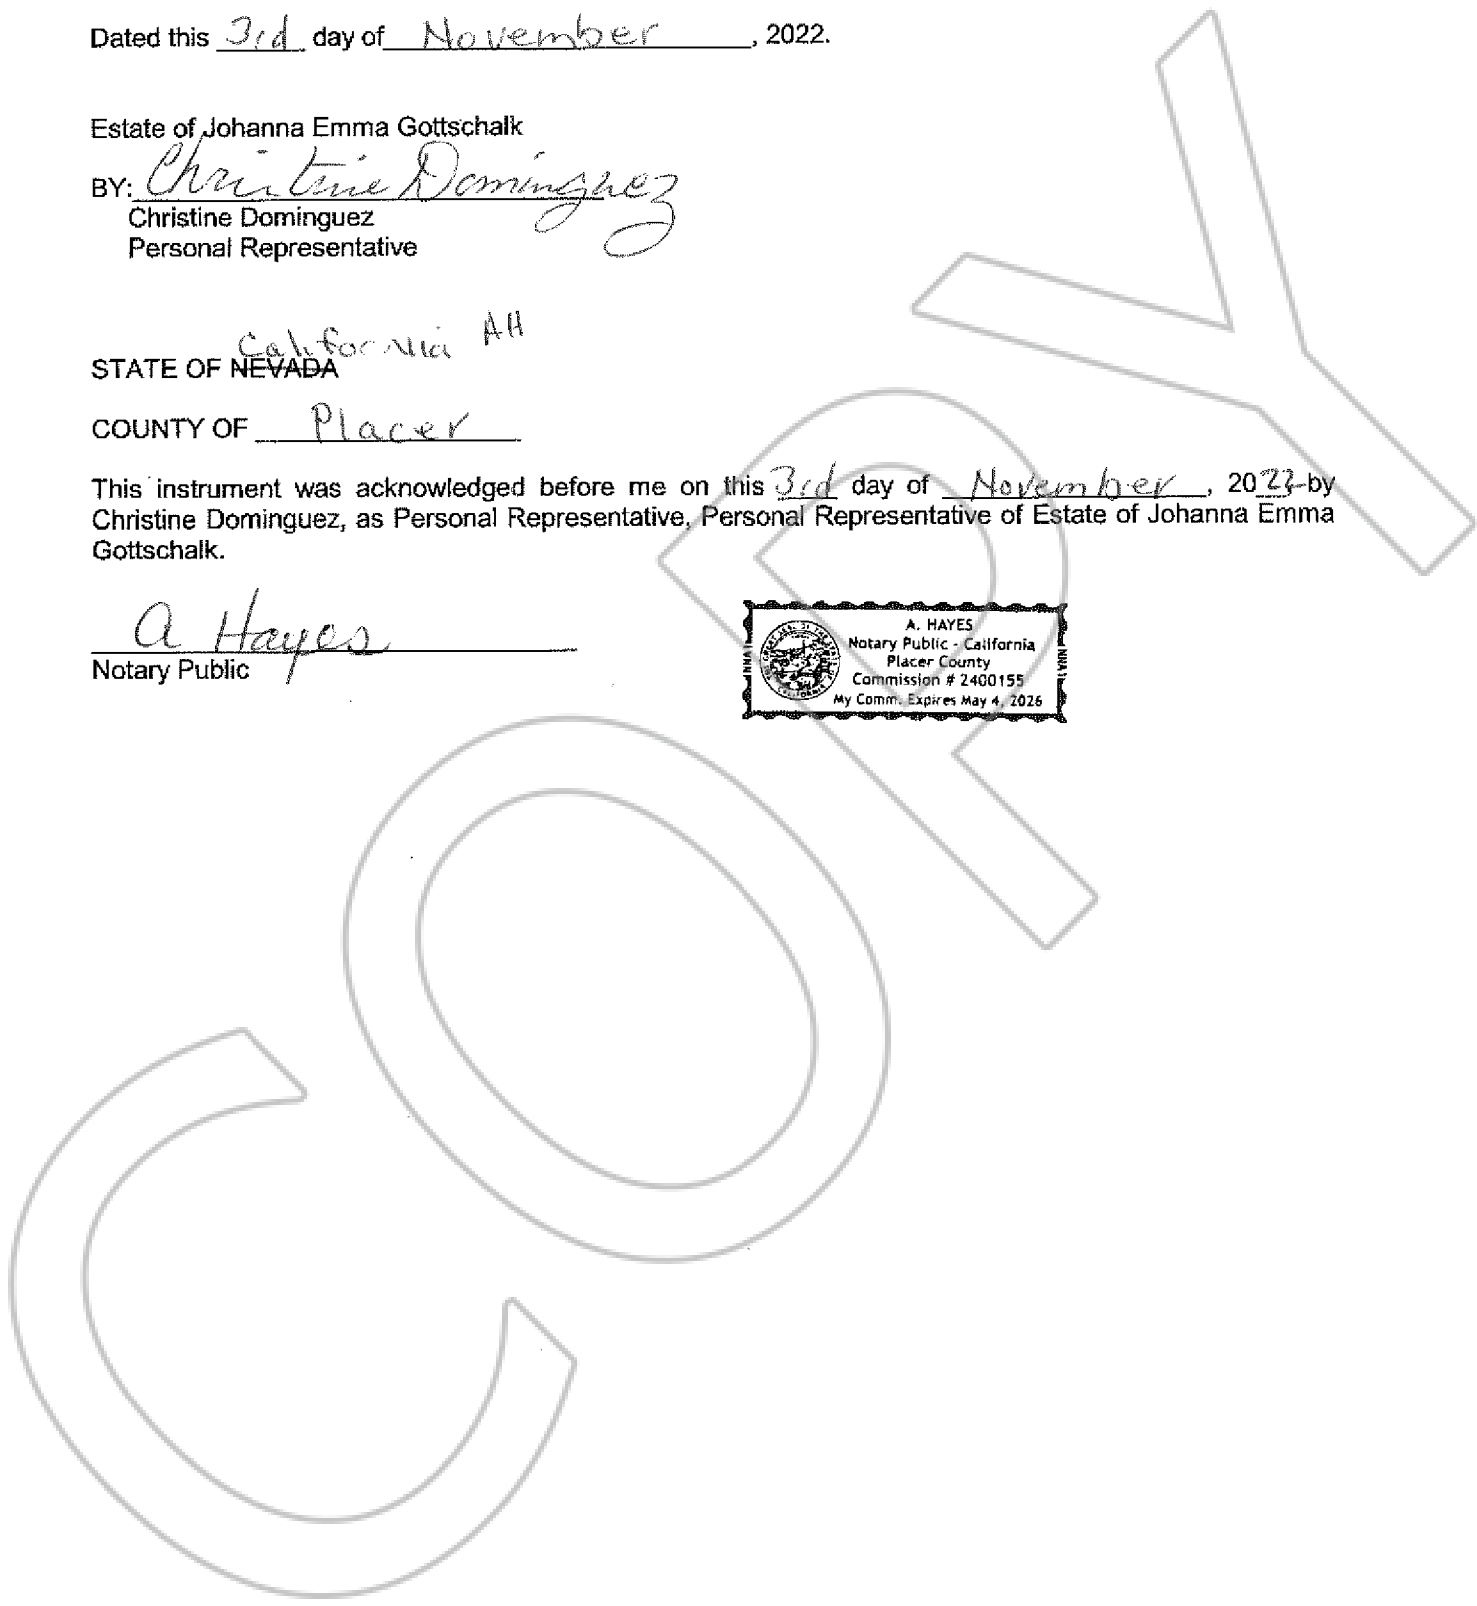 Dated this 3rd day of November, 2022.
Estate of Johanna Emma Gottschalk
BY: Christine Dominguez
Christine Dominguez
Personal Representative
California AH
STATE OF NEVADA
COUNTY OF Placer
This instrument was acknowledged before me on this 3rd day of November, 2022 by
Christine Dominguez, as Personal Representative, Personal Representative of Estate of Johanna Emma
Gottschalk.
A Hayes
Notary Public
A. HAYES
Notary Public - California
Placer County
Commission # 2400155
My Comm. Expires May 4, 2026
COPY